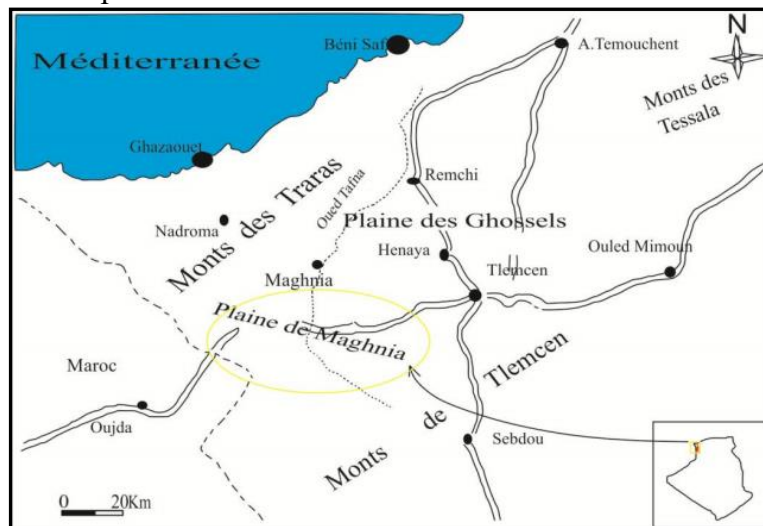 Béni Saf
A.Temouchent
N
Méditerranée
Monts des
Tessala
Ghazaouet
Remchi
Monts des Traras
Oued Tafna
Plaine des Ghossels
Nadroma
Henaya
Ouled Mimoun
Maghnia
Tlemcen
Plaine de Maghnia
Maroc
Oujda
Monts de Tlemcen
Sebdou
0 20Km